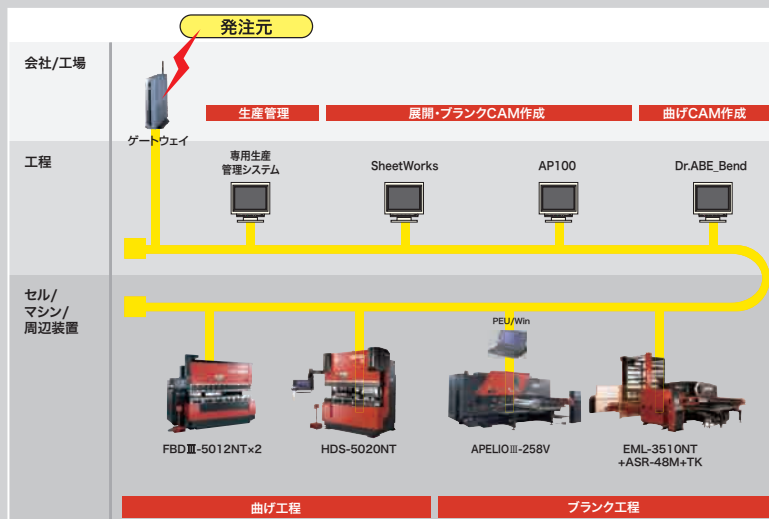 発注元
会社/工場
ゲートウェイ
生産管理
展開・ブランクCAM作成
曲げCAM作成
工程
専用生産
管理システム
SheetWorks
AP100
Dr.ABE_Bend
セル/
マシン/
周辺装置
PEU/Win
FBDⅢ-5012NT×2
HDS-5020NT
APELIOⅢ-258V
EML-3510NT
+ASR-48M+TK
曲げ工程
ブランク工程